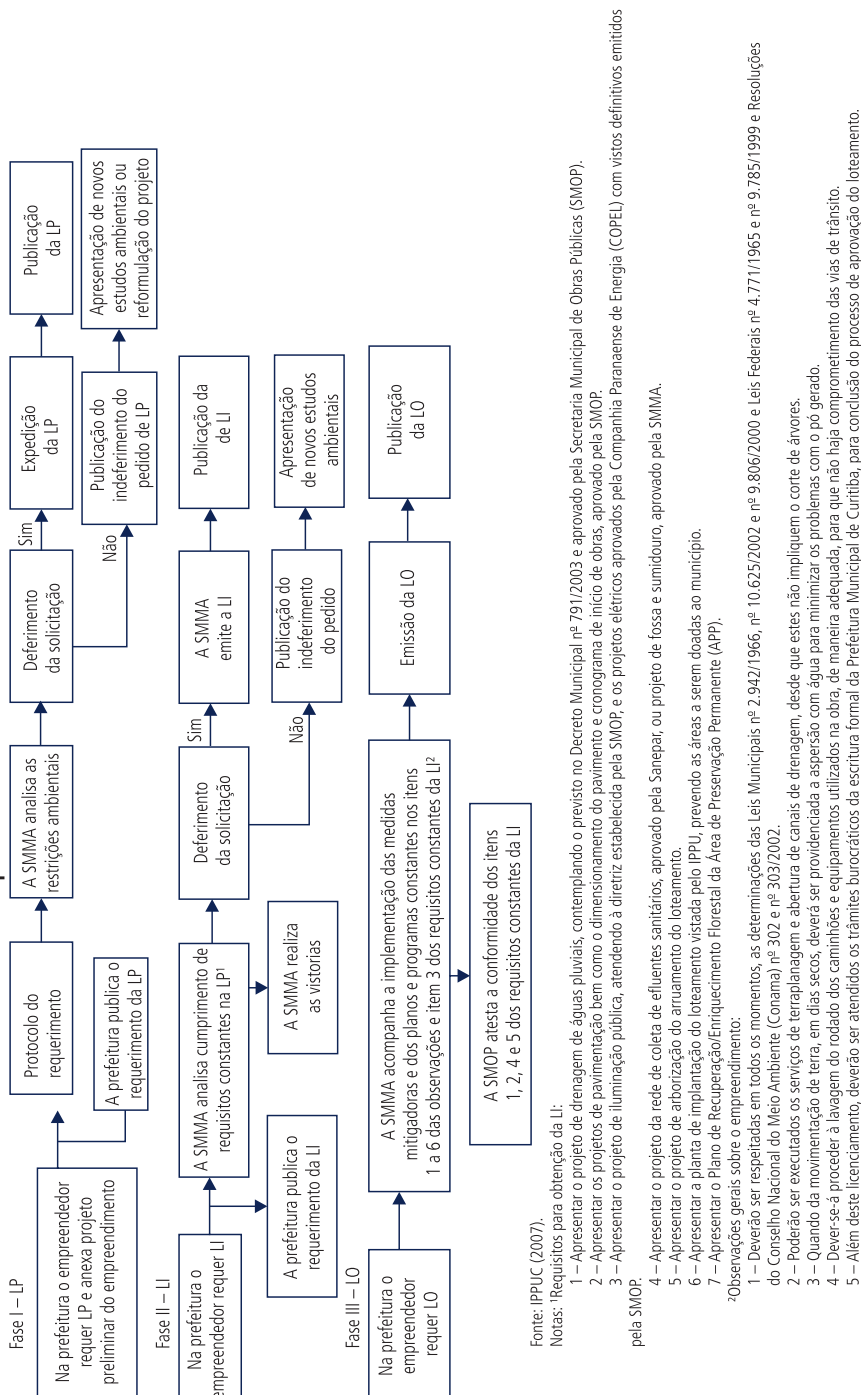 Fase I – LP
Na prefeitura o empreendedor
requer LP e anexa projeto
preliminar do empreendimento
Protocolo do
requerimento
A prefeitura publica o
requerimento da LP
A SMMA analisa as
restrições ambientais
Deferimento
da solicitação
Sim
Expedição
da LP
Publicação
da LP
Não
Publicação do
indeferimento do
pedido de LP
Apresentação de novos
estudos ambientais ou
reformulação do projeto
Fase II – LI
Na prefeitura o
empreendedor requer LI
A prefeitura publica o
requerimento da LI
A SMMA analisa cumprimento de
requisitos constantes na LP¹
A SMMA realiza
as vistorias
Deferimento
da solicitação
Sim
A SMMA
emite a LI
Publicação da
de LI
Não
Publicação do
indeferimento
do pedido
Apresentação
de novos estudos
ambientais
Fase III – LO
Na prefeitura o
empreendedor
requer LO
A SMMA acompanha a implementação das medidas
mitigadoras e dos planos e programas constantes nos itens
1 a 6 das observações e item 3 dos requisitos constantes da LI²
A SMOP atesta a conformidade dos itens
1, 2, 4 e 5 dos requisitos constantes da LI
Emissão da LO
Publicação
da LO
Fonte: IPPUC (2007).
Notas: ¹Requisitos para obtenção da LI:
1 – Apresentar o projeto de drenagem de águas pluviais, contemplando o previsto no Decreto Municipal nº 791/2003 e aprovado pela Secretaria Municipal de Obras Públicas (SMOP).
2 – Apresentar os projetos de pavimentação bem como o dimensionamento do pavimento e cronograma de início de obras, aprovado pela SMOP.
3 – Apresentar o projeto de iluminação pública, atendendo à diretriz estabelecida pela SMOP, e os projetos elétricos aprovados pela Companhia Paranaense de Energia (COPEL) com vistos definitivos emitidos
pela SMOP.
4 – Apresentar o projeto da rede de coleta de efluentes sanitários, aprovado pela Sanepar, ou projeto de fossa e sumidouro, aprovado pela SMMA.
5 – Apresentar o projeto de arborização do arruamento do loteamento.
6 – Apresentar a planta de implantação do loteamento vistada pelo IPPU, prevendo as áreas a serem doadas ao município.
7 – Apresentar o Plano de Recuperação/Enriquecimento Florestal da Área de Preservação Permanente (APP).
²Observações gerais sobre o empreendimento:
1 – Deverão ser respeitadas em todos os momentos, as determinações das Leis Municipais nº 2.942/1966, nº 10.625/2002 e nº 9.806/2000 e Leis Federais nº 4.771/1965 e nº 9.785/1999 e Resoluções
do Conselho Nacional do Meio Ambiente (Conama) nº 302 e nº 303/2002.
2 – Poderão ser executados os serviços de terraplanagem e abertura de canais de drenagem, desde que estes não impliquem o corte de árvores.
3 – Quando da movimentação de terra, em dias secos, deverá ser providenciada a aspersão com água para minimizar os problemas com o pó gerado.
4 – Dever-se-á proceder à lavagem do rodado dos caminhões e equipamentos utilizados na obra, de maneira adequada, para que não haja comprometimento das vias de trânsito.
5 – Além deste licenciamento, deverão ser atendidos os trâmites burocráticos da escritura formal da Prefeitura Municipal de Curitiba, para conclusão do processo de aprovação do loteamento.